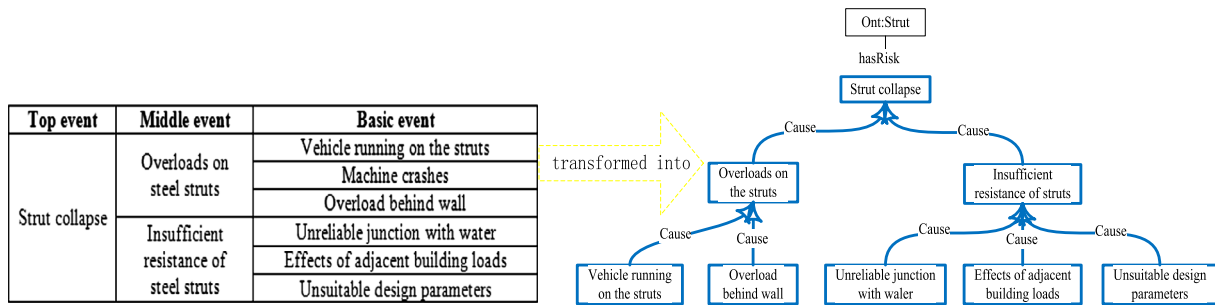 Top event Middle event Basic event
Strut collapse
Overloads on
steel struts
Vehicle running on the struts
Machine crashes
Overload behind wall
Insufficient
resistance of
steel struts
Unreliable junction with water
Effects of adjacent building loads
Unsuitable design parameters
transformed into
Ont:Strut
hasRisk
Strut collapse
Cause
Cause
Overloads on
the struts
Insufficient
resistance of struts
Cause
Cause
Cause
Cause
Cause
Vehicle running
on the struts
Overload
behind wall
Unreliable junction
with water
Effects of adjacent
building loads
Unsuitable design
parameters